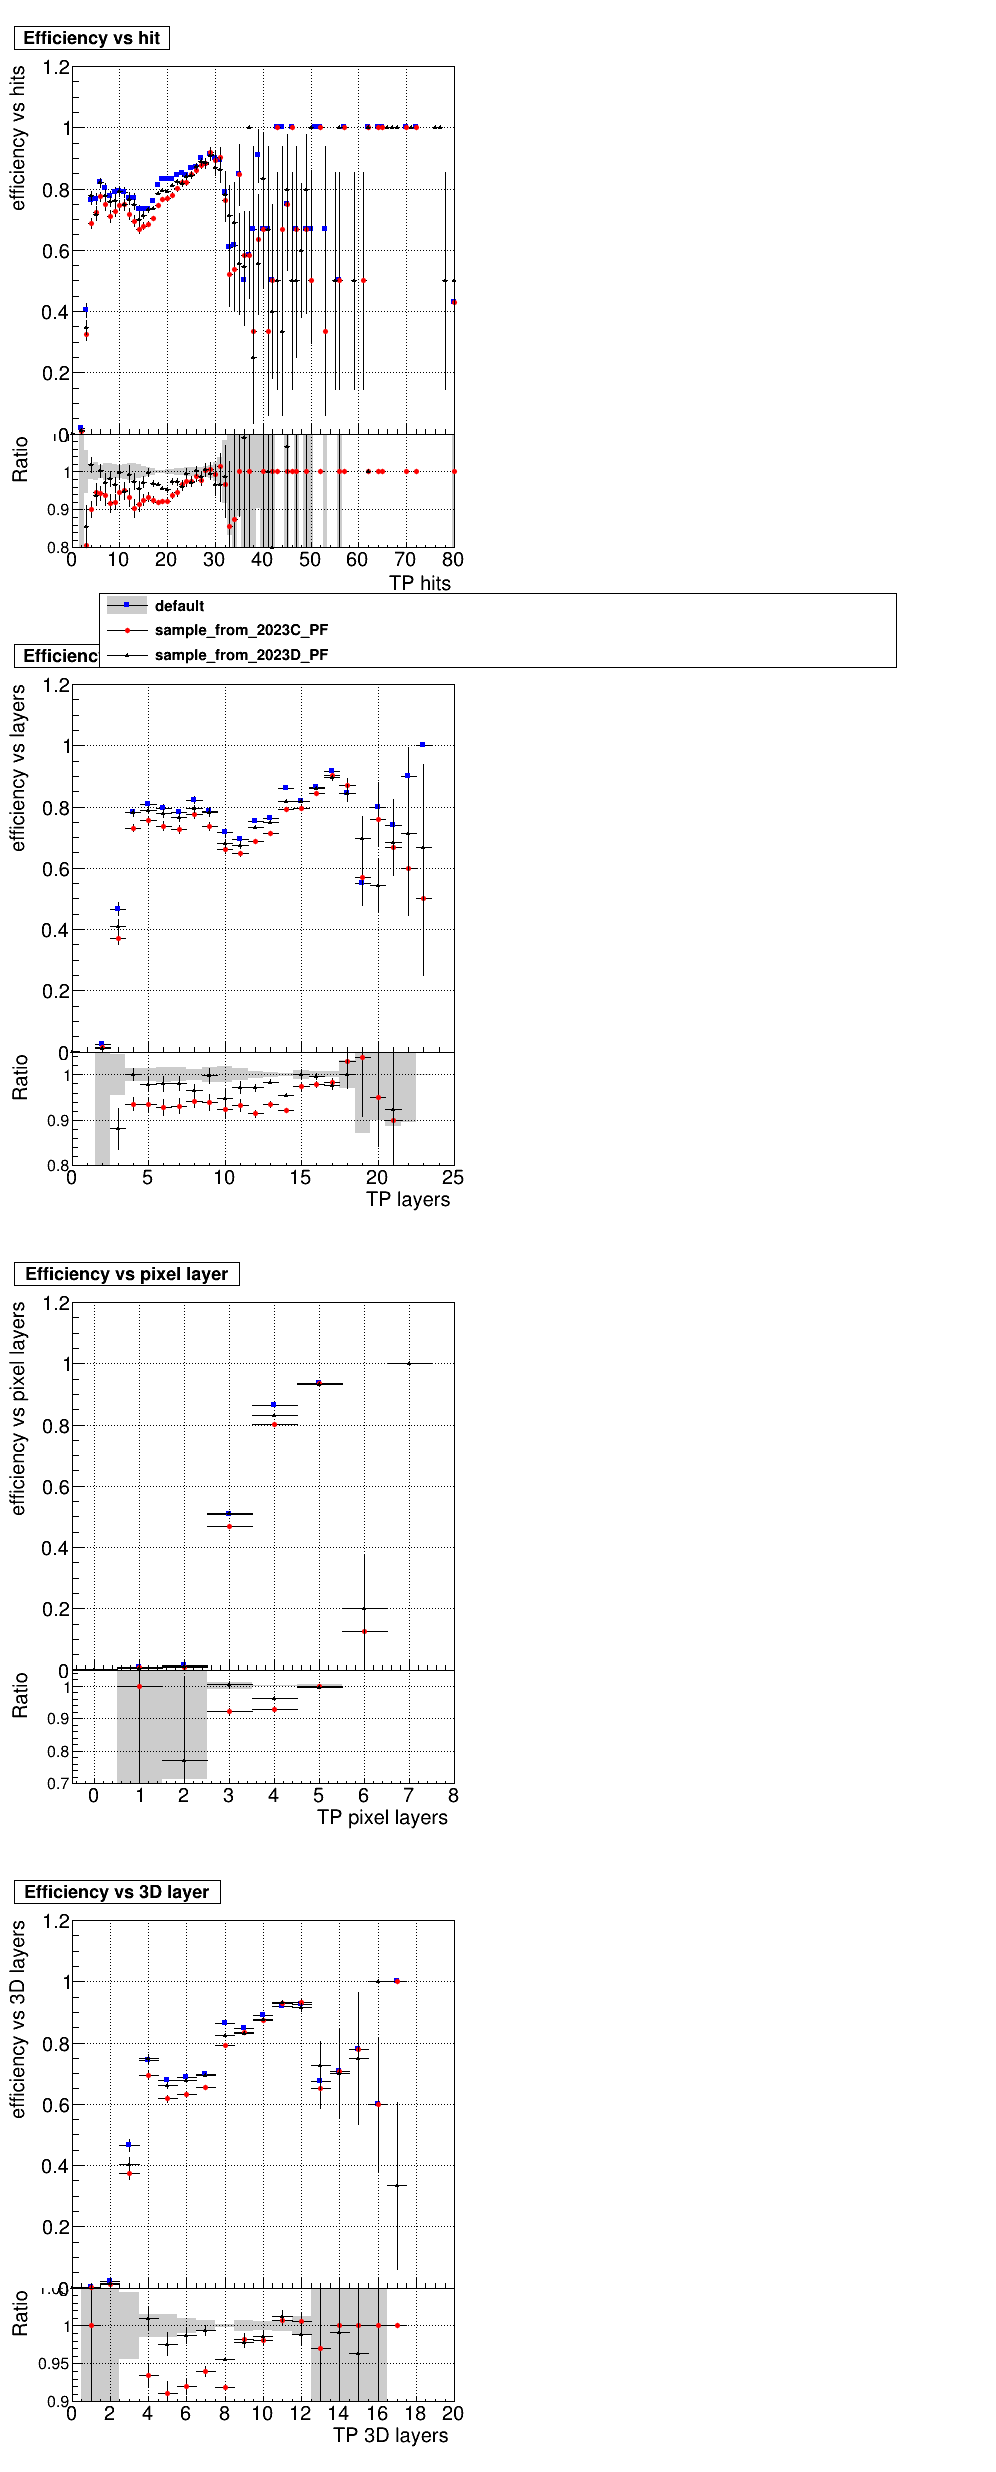 Efficiency vs hit
efficiency vs hits
1.2
1
0.8
0.6
0.4
0.2
0
Ratio
1
0.9
0.8
0 10 20 30 40 50 60 70 80
TP hits
default
sample_from_2023C_PF
sample_from_2023D_PF
efficiency vs layers
1.2
1
0.8
0.6
0.4
0.2
0
Ratio
1
0.9
0.8
0 5 10 15 20 25
TP layers
Efficiency vs pixel layer
efficiency vs pixel layers
1.2
1
0.8
0.6
0.4
0.2
0
Ratio
1
0.9
0.8
0.7
0 1 2 3 4 5 6 7 8
TP pixel layers
Efficiency vs 3D layer
efficiency vs 3D layers
1.2
1
0.8
0.6
0.4
0.2
0
Ratio
1
0.95
0.9
0 2 4 6 8 10 12 14 16 18 20
TP 3D layers